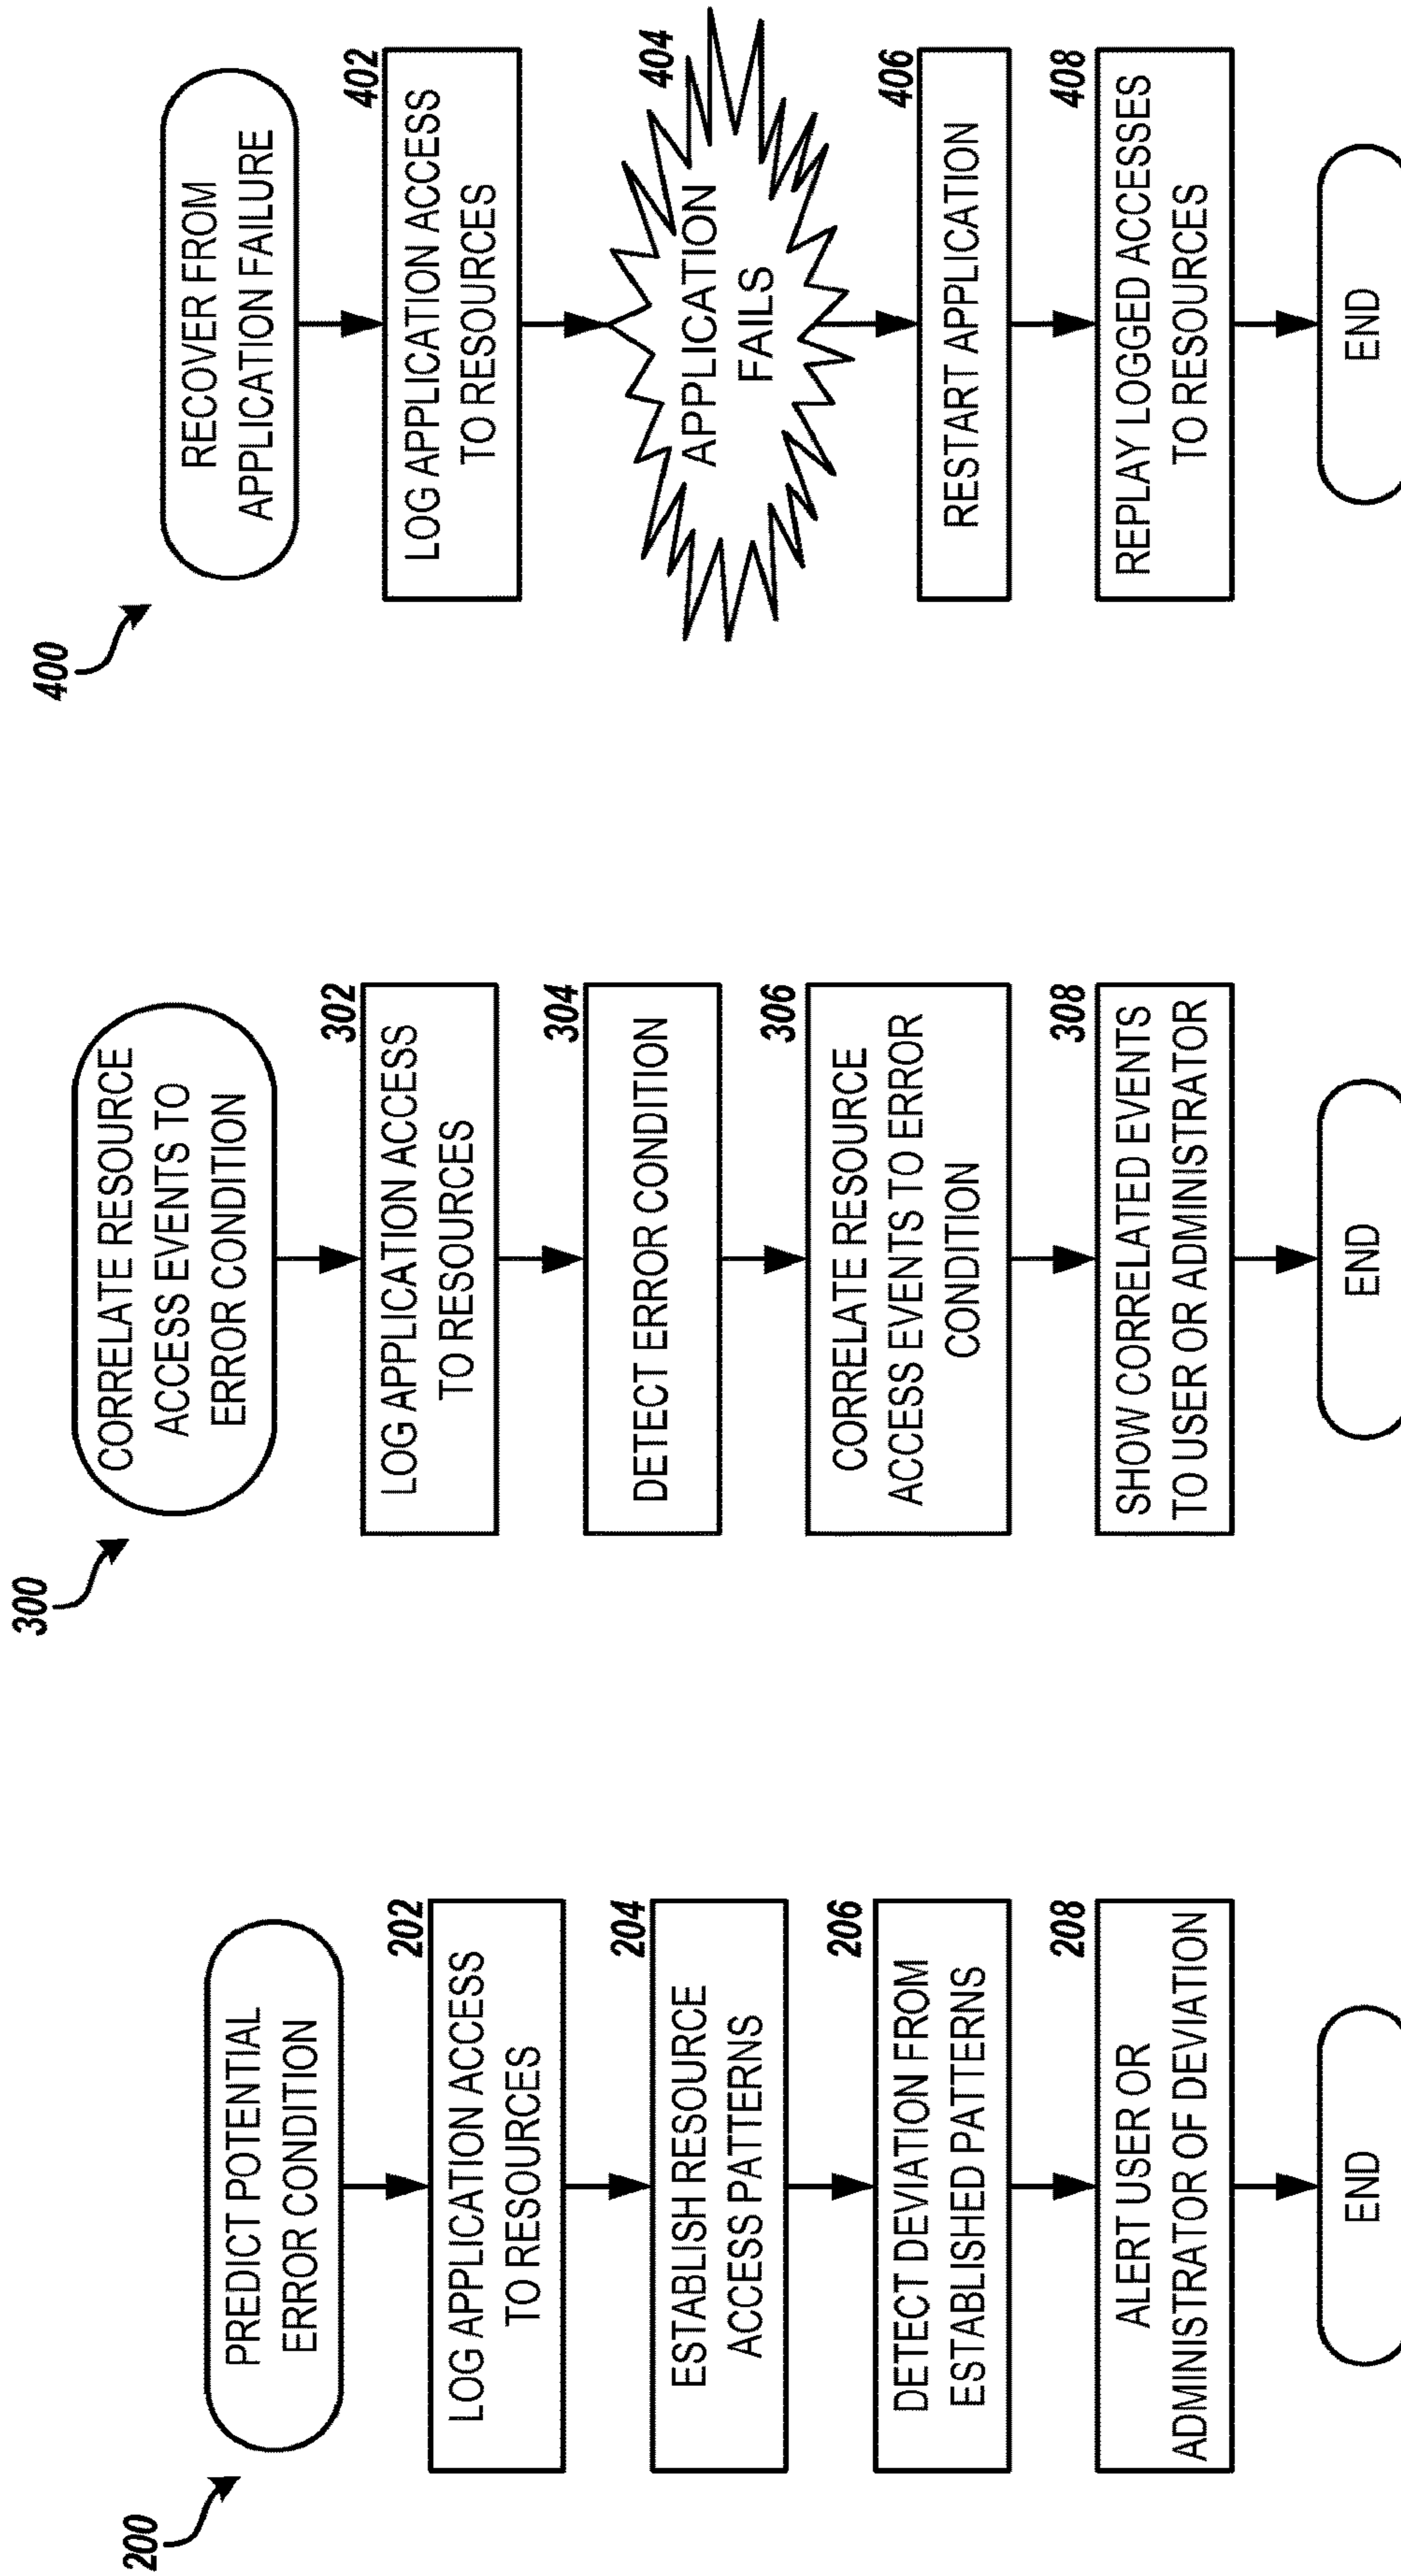 200
PREDICT POTENTIAL
ERROR CONDITION
202
LOG APPLICATION ACCESS
TO RESOURCES
204
ESTABLISH RESOURCE
ACCESS PATTERNS
206
DETECT DEVIATION FROM
ESTABLISHED PATTERNS
208
ALERT USER OR
ADMINISTRATOR OF DEVIATION
END
300
CORRELATE RESOURCE
ACCESS EVENTS TO
ERROR CONDITION
302
LOG APPLICATION ACCESS
TO RESOURCES
304
DETECT ERROR CONDITION
306
CORRELATE RESOURCE
ACCESS EVENTS TO ERROR
CONDITION
308
SHOW CORRELATED EVENTS
TO USER OR ADMINISTRATOR
END
400
RECOVER FROM
APPLICATION FAILURE
402
LOG APPLICATION ACCESS
TO RESOURCES
404
APPLICATION
FAILS
406
RESTART APPLICATION
408
REPLAY LOGGED ACCESSES
TO RESOURCES
END